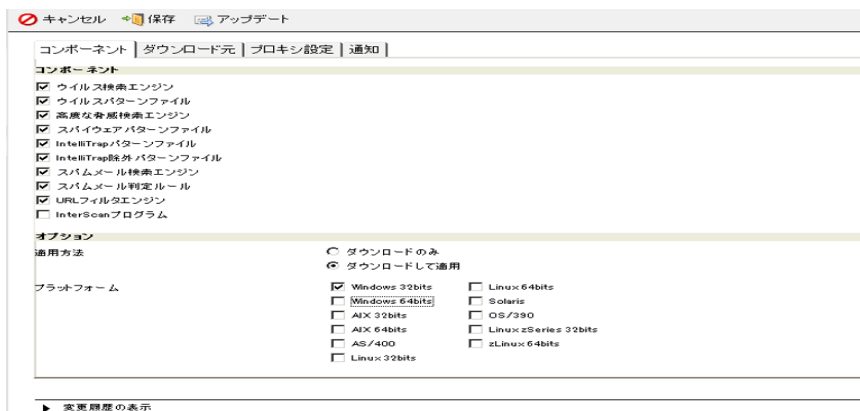 キャンセル 保存 アップデート
コンポーネント ダウンロード元 プロキシ設定 通知
コンポーネント
ウイルス検索エンジン
ウイルスパターンファイル
高度な脅威検索エンジン
スパイウェアパターンファイル
IntelliTrapパターンファイル
IntelliTrap除外パターンファイル
スパムメール検索エンジン
スパムメール判定ルール
URLフィルタエンジン
InterScanプログラム
オプション
適用方法 ダウンロードのみ
ダウンロードして適用
プラットフォーム Windows 32bits Linux 64bits
Windows 64bits Solaris
AIX 32bits OS/390
AIX 64bits Linux zSeries 32bits
AS/400 zLinux 64bits
Linux 32bits
変更履歴の表示